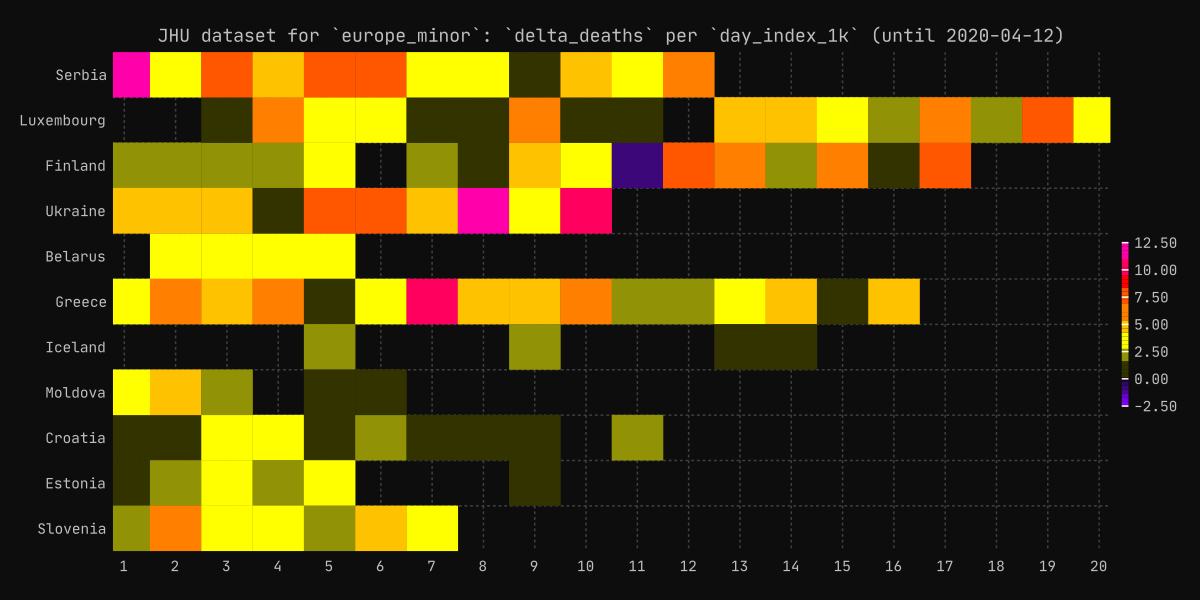 JHU dataset for `europe_minor`: `delta_deaths` per `day_index_1k` (until 2020-04-12)
Serbia
Luxembourg
Finland
Ukraine
Belarus
Greece
Iceland
Moldova
Croatia
Estonia
Slovenia
1 2 3 4 5 6 7 8 9 10 11 12 13 14 15 16 17 18 19 20
12.50
10.00
7.50
5.00
2.50
0.00
-2.50